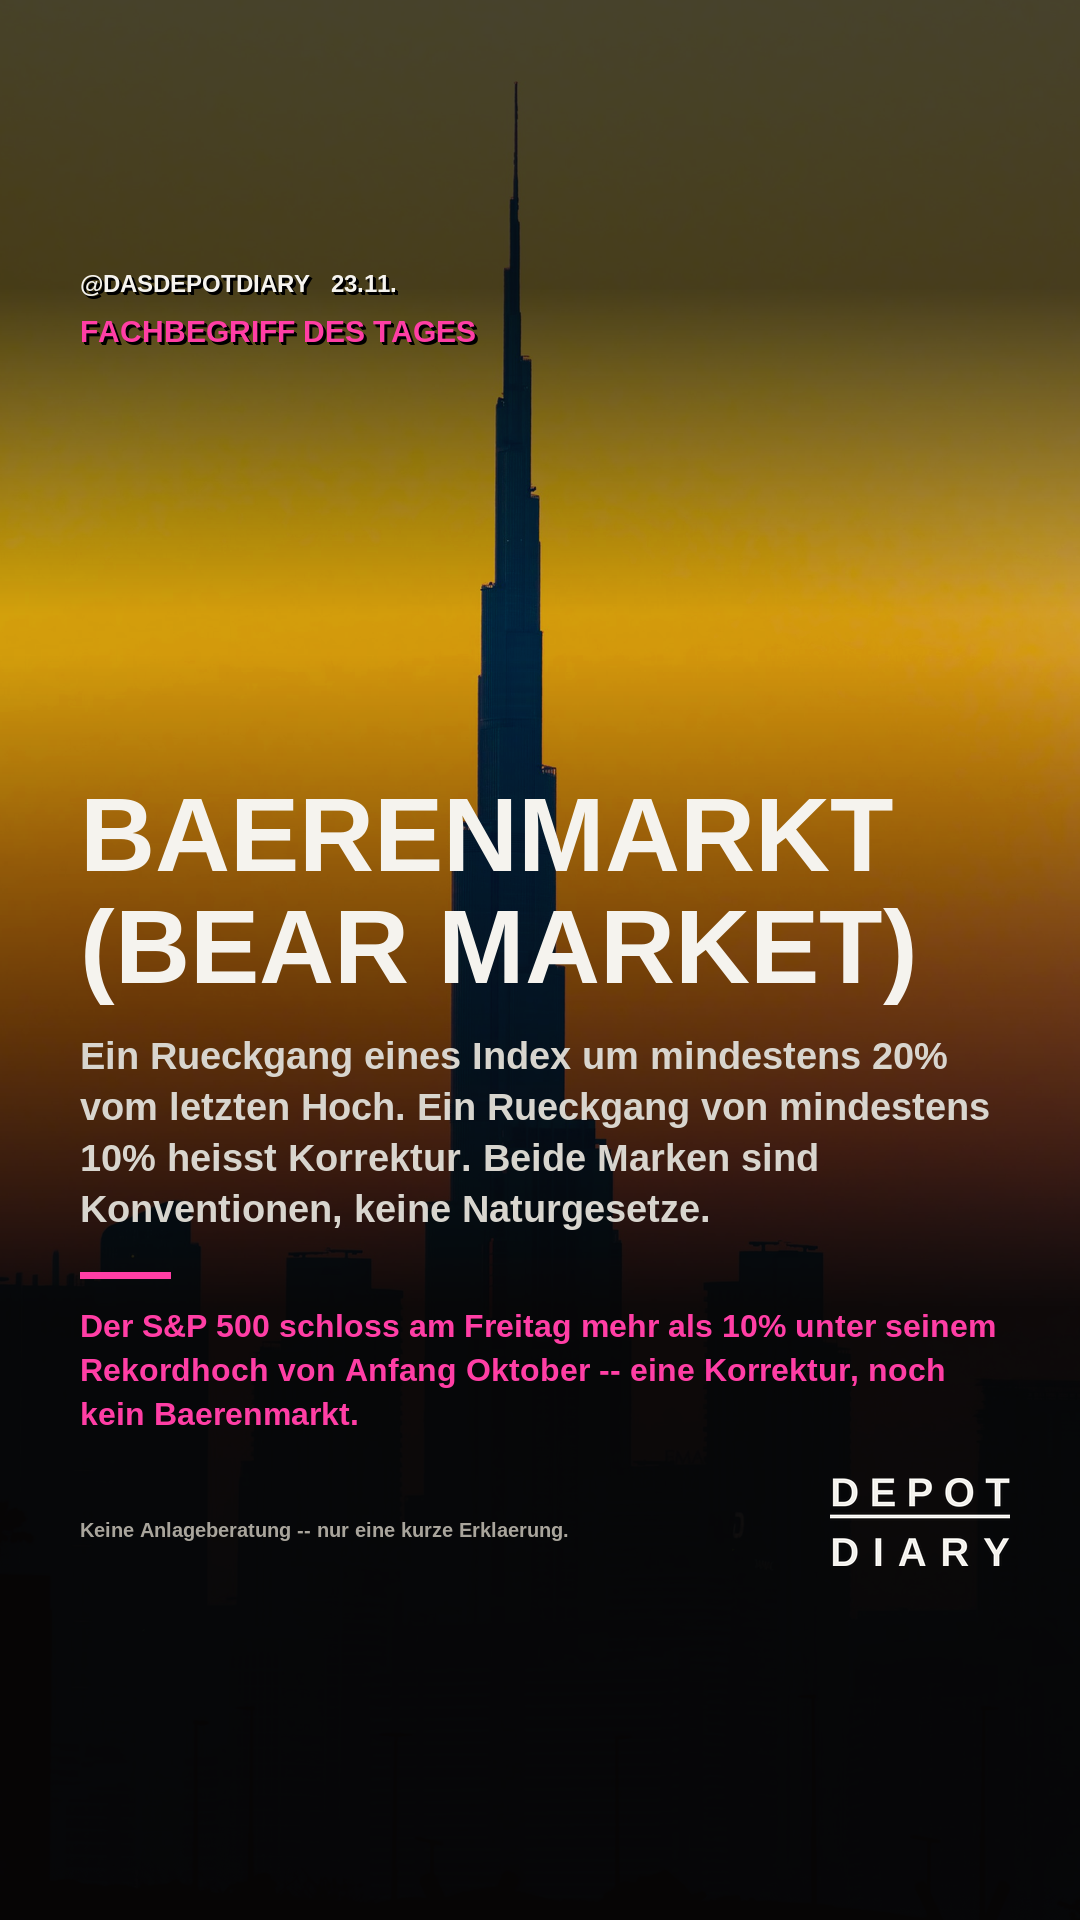 @DASDEPOTDIARY 23.11.
FACHBEGRIFF DES TAGES
BAERENMARKT
(BEAR MARKET)
Ein Rueckgang eines Index um mindestens 20%
vom letzten Hoch. Ein Rueckgang von mindestens
10% heisst Korrektur. Beide Marken sind
Konventionen, keine Naturgesetze.
Der S&P 500 schloss am Freitag mehr als 10% unter seinem
Rekordhoch von Anfang Oktober -- eine Korrektur, noch
kein Baerenmarkt.
Keine Anlageberatung -- nur eine kurze Erklaerung.
DEPOT
DIARY